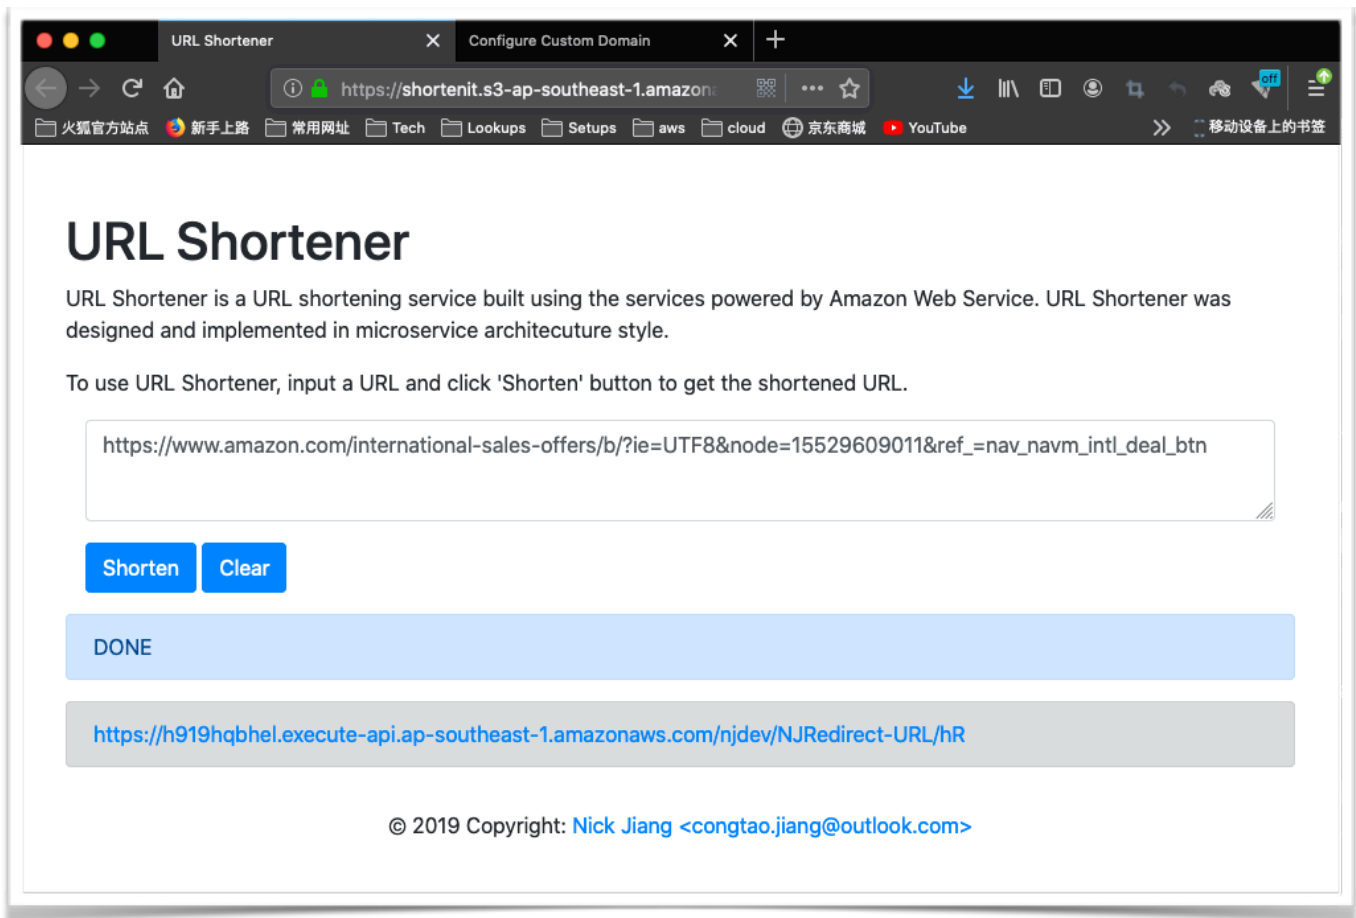 URL Shortener
Configure Custom Domain
https://shortenit.s3-ap-southeast-1.amazon
off
火狐官方站点 新手上路 常用网址 Tech Lookups Setups aws cloud 京东商城 YouTube 移动设备上的书签
URL Shortener
URL Shortener is a URL shortening service built using the services powered by Amazon Web Service. URL Shortener was
designed and implemented in microservice architecuture style.
To use URL Shortener, input a URL and click 'Shorten' button to get the shortened URL.
https://www.amazon.com/international-sales-offers/b/?ie=UTF8&node=15529609011&ref_=nav_navm_intl_deal_btn
Shorten Clear
DONE
https://h919hqbhel.execute-api.ap-southeast-1.amazonaws.com/njdev/NJRedirect-URL/hR
© 2019 Copyright: Nick Jiang <congtao.jiang@outlook.com>